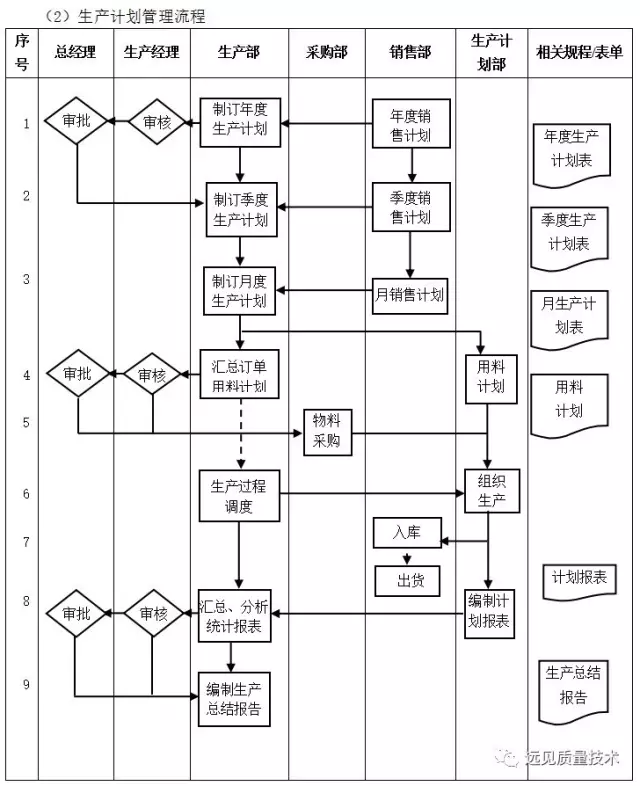 （2）生产计划管理流程
序号
总经理
生产经理
生产部
采购部
销售部
生产计
划部
相关规程/表单
1
审批
审核
制订年度
生产计划
年度销
售计划
年度生产
计划表
2
制订季度
生产计划
季度销
售计划
季度生产
计划表
3
制订月度
生产计划
月销售计划
月生产计
划表
4
审批
审核
汇总订单
用料计划
用料
计划
用料
计划
5
物料
采购
6
生产过程
调度
组织
生产
7
入库
出货
8
审批
审核
汇总、分析
统计报表
编制计
划报表
计划报表
9
编制生产
总结报告
生产总结
报告
远见质量技术